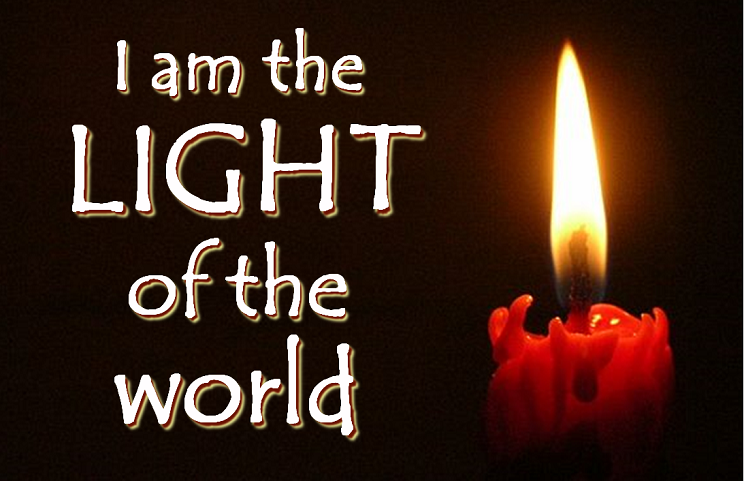 I am the
LIGHT
of the
world